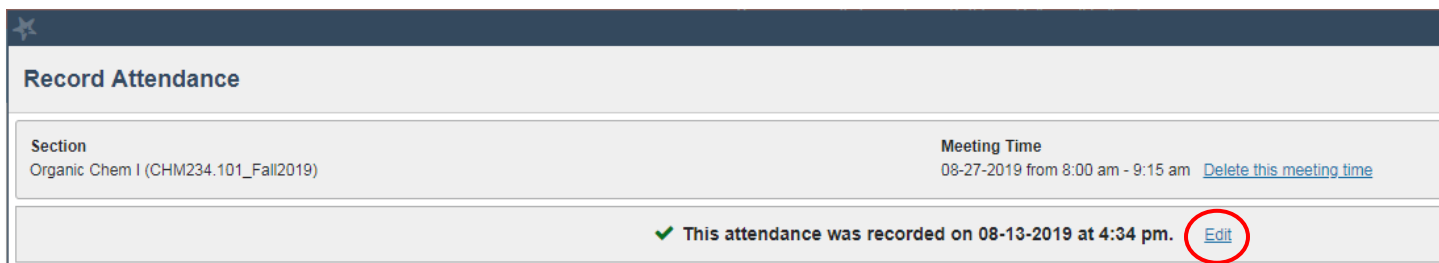 Record Attendance
Section
Organic Chem I (CHM234.101_Fall2019)
Meeting Time
08-27-2019 from 8:00 am - 9:15 am Delete this meeting time
✔ This attendance was recorded on 08-13-2019 at 4:34 pm. Edit